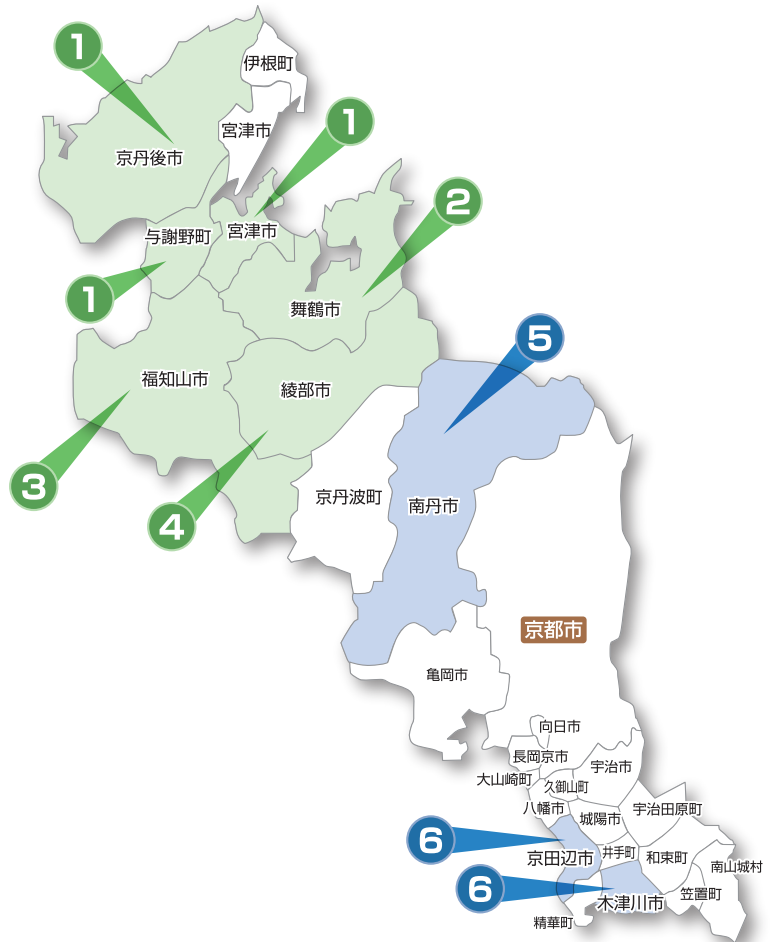 1
伊根町
宮津市
1
京丹後市
2
与謝野町
宮津市
1
舞鶴市
5
福知山市
綾部市
3
京丹波町
南丹市
4
京都市
亀岡市
向日市
長岡京市
宇治市
大山崎町
久御山町
八幡市
宇治田原町
城陽市
6
京田辺市
井手町
和束町
南山城村
6
木津川市
笠置町
精華町